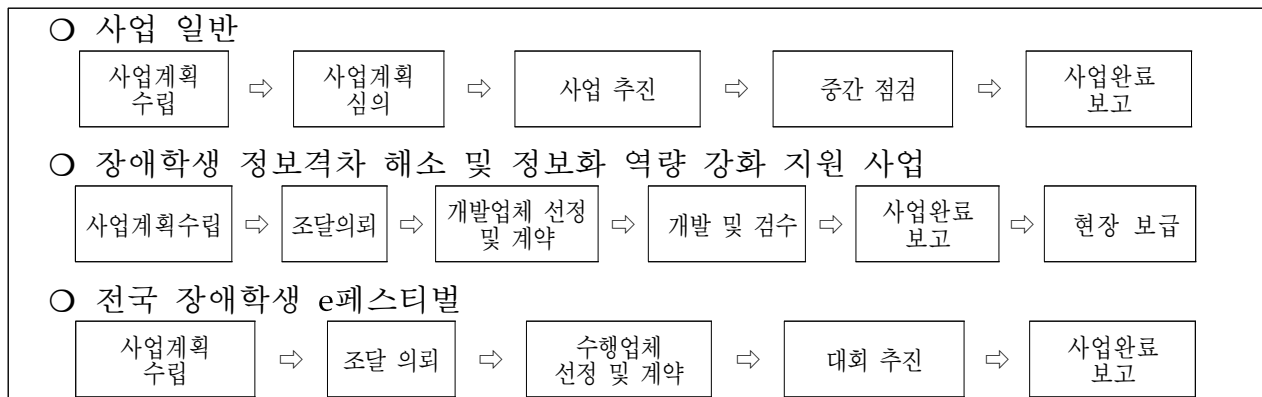 ❍ 사업 일반
사업계획
수립
⇨
사업계획
심의
⇨
사업 추진
⇨
중간 점검
⇨
사업완료
보고
❍ 장애학생 정보격차 해소 및 정보화 역량 강화 지원 사업
사업계획수립
⇨
조달의뢰
⇨
개발업체 선정
및 계약
⇨
개발 및 검수
⇨
사업완료
보고
⇨
현장 보급
❍ 전국 장애학생 e페스티벌
사업계획
수립
⇨
조달 의뢰
⇨
수행업체
선정 및 계약
⇨
대회 추진
⇨
사업완료
보고